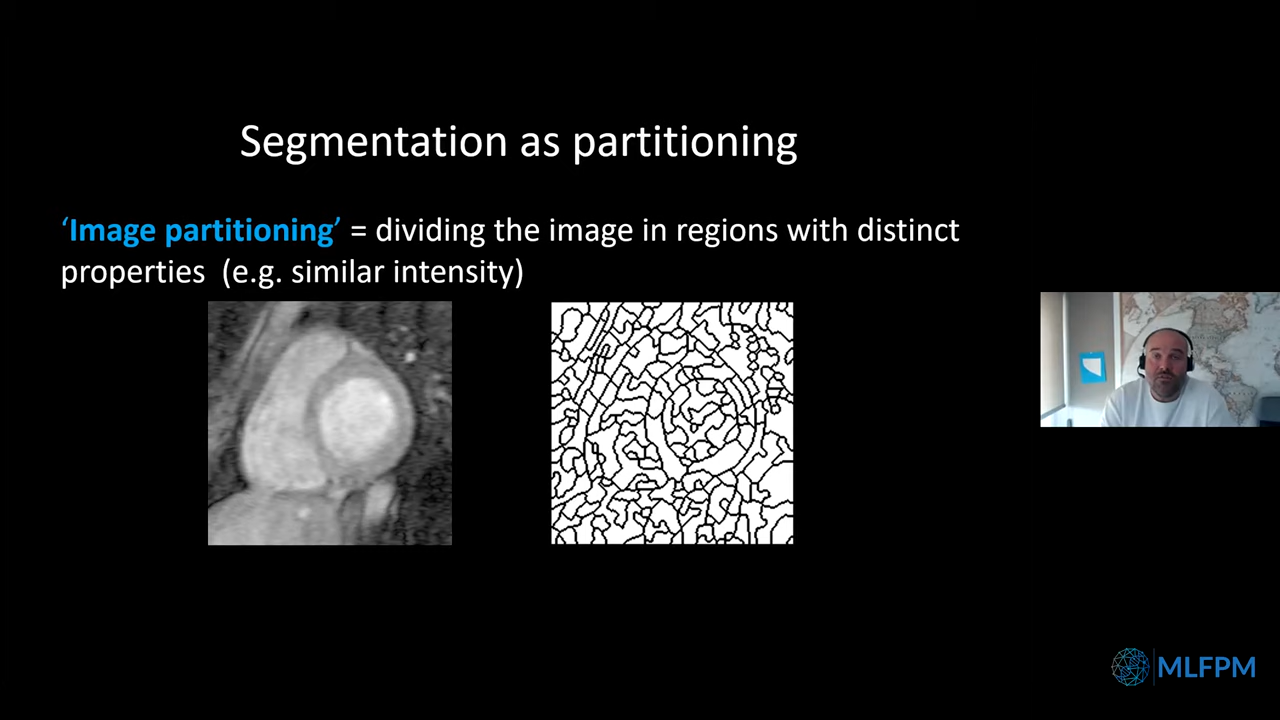 Segmentation as partitioning
‘Image partitioning’ = dividing the image in regions with distinct
properties (e.g. similar intensity)
MLFPM